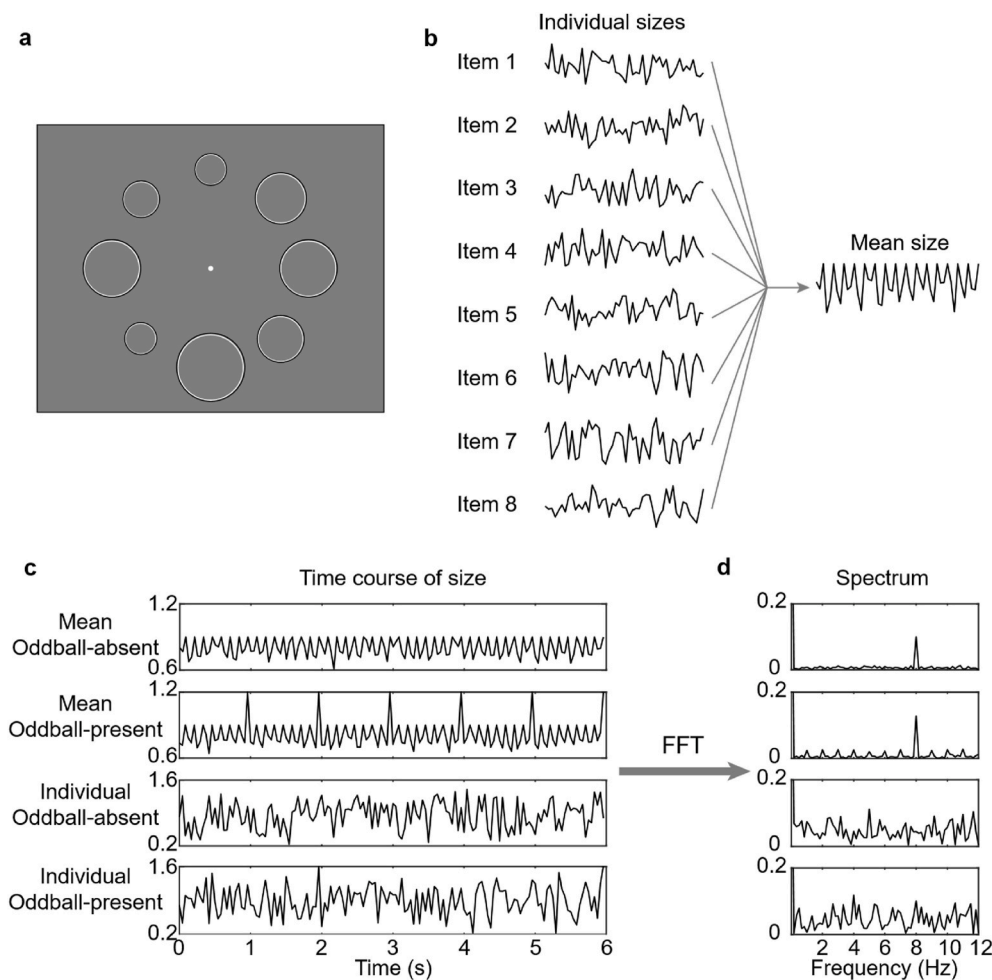 a
b
Individual sizes
Item 1
Item 2
Item 3
Item 4
Item 5
Item 6
Item 7
Item 8
Mean size
c
Time course of size
Mean
Oddball-absent
1.2
0.6
Mean
Oddball-present
1.2
0.6
Individual
Oddball-absent
1.6
0.2
Individual
Oddball-present
1.6
0.2
0 1 2 3 4 5 6
Time (s)
FFT
d
Spectrum
0.2
0
0.2
0
0.2
0
0.2
0
2 4 6 8 10 12
Frequency (Hz)